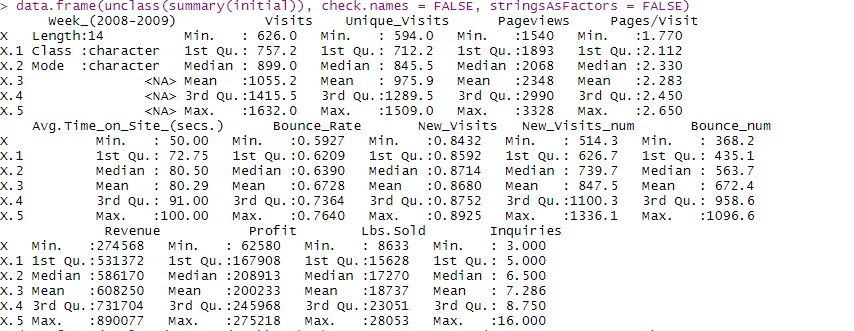 > data.frame(unclass(summary(initial)), check.names = FALSE, stringsAsFactors = FALSE)
Week_(2008-2009) Visits Unique_Visits Pageviews Pages/Visit
X Length:14 Min. : 626.0 Min. : 594.0 Min. :1540 Min. :1.770
X.1 Class :character 1st Qu.: 757.2 1st Qu.: 712.2 1st Qu.:1893 1st Qu.:2.112
X.2 Mode :character Median : 899.0 Median : 845.5 Median :2068 Median :2.330
X.3 <NA> Mean :1055.2 Mean : 975.9 Mean :2348 Mean :2.283
X.4 <NA> 3rd Qu.:1415.5 3rd Qu.:1289.5 3rd Qu.:2990 3rd Qu.:2.450
X.5 <NA> Max. :1632.0 Max. :1509.0 Max. :3328 Max. :2.650
Avg.Time_on_Site_(secs.) Bounce_Rate New_Visits New_Visits_num Bounce_num
X Min. : 50.00 Min. :0.5927 Min. :0.8432 Min. : 514.3 Min. : 368.2
X.1 1st Qu.: 72.75 1st Qu.:0.6209 1st Qu.:0.8592 1st Qu.: 626.7 1st Qu.: 435.1
X.2 Median : 80.50 Median :0.6390 Median :0.8714 Median : 739.7 Median : 563.7
X.3 Mean : 80.29 Mean :0.6728 Mean :0.8680 Mean : 847.5 Mean : 672.4
X.4 3rd Qu.: 91.00 3rd Qu.:0.7364 3rd Qu.:0.8752 3rd Qu.:1100.3 3rd Qu.: 958.6
X.5 Max. :100.00 Max. :0.7640 Max. :0.8925 Max. :1336.1 Max. :1096.6
Revenue Profit Lbs.Sold Inquiries
X Min. :274568 Min. : 62580 Min. : 8633 Min. : 3.000
X.1 1st Qu.:531372 1st Qu.:167908 1st Qu.:15628 1st Qu.: 5.000
X.2 Median :586170 Median :208913 Median :17270 Median : 6.500
X.3 Mean :608250 Mean :200233 Mean :18737 Mean : 7.286
X.4 3rd Qu.:731704 3rd Qu.:245968 3rd Qu.:23051 3rd Qu.: 8.750
X.5 Max. :890077 Max. :275218 Max. :28053 Max. :16.000